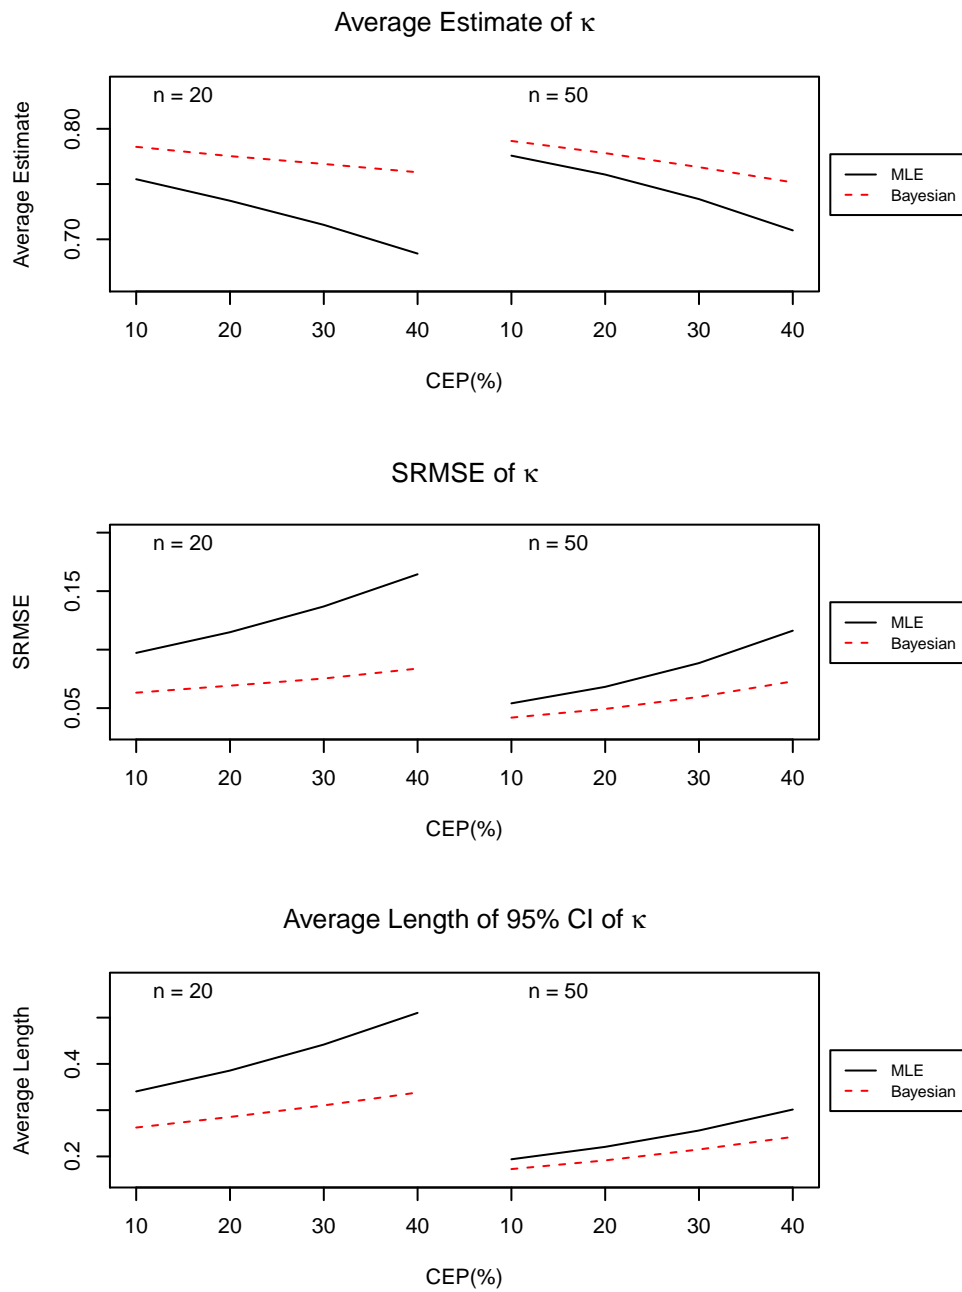 Average Estimate of κ
Average Estimate
0.70 0.80
n = 20
n = 50
10 20 30 40 10 20 30 40
CEP(%)
MLE
Bayesian
SRMSE of κ
SRMSE
0.05 0.15
n = 20
n = 50
10 20 30 40 10 20 30 40
CEP(%)
MLE
Bayesian
Average Length of 95% CI of κ
Average Length
0.2 0.4
n = 20
n = 50
10 20 30 40 10 20 30 40
CEP(%)
MLE
Bayesian